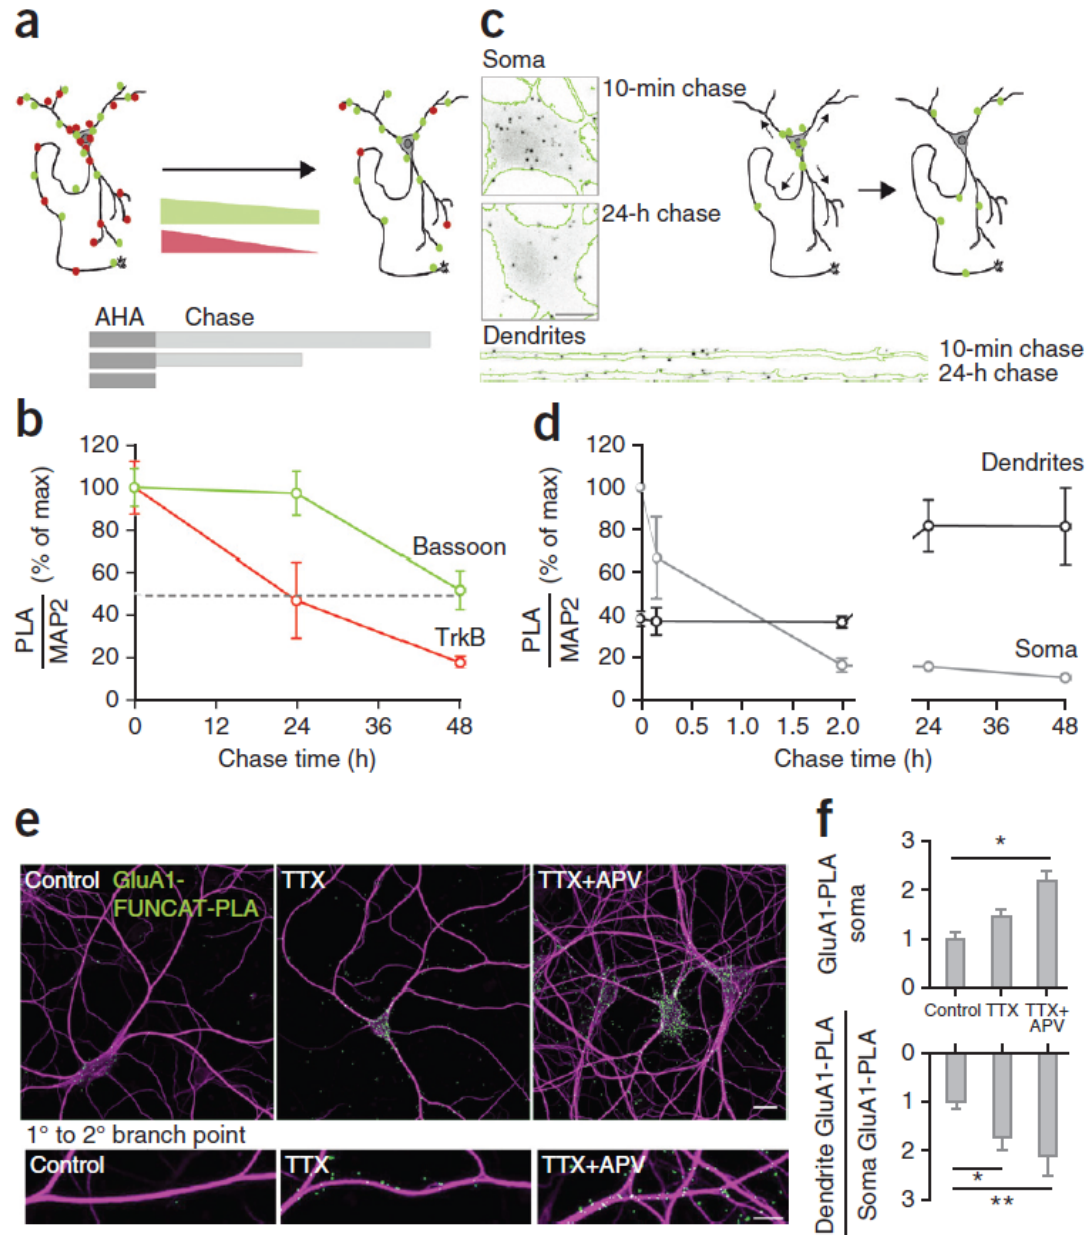 a
AHA
Chase
b
120
100
80
60
40
20
0
PLA
MAP2
(% of max)
Bassoon
TrkB
0
12
24
36
48
Chase time (h)
c
Soma
10-min chase
24-h chase
Dendrites
10-min chase
24-h chase
d
120
100
80
60
40
20
0
PLA
MAP2
(% of max)
Dendrites
Soma
0
0.5
1.0
1.5
2.0
24
36
48
Chase time (h)
e
Control
GluA1-
FUNCAT-PLA
TTX
TTX+APV
1° to 2° branch point
Control
TTX
TTX+APV
f
3
2
1
0
GluA1-PLA
soma
*
Control
TTX
TTX+
APV
0
1
2
3
Dendrite GluA1-PLA
Soma GluA1-PLA
*
**